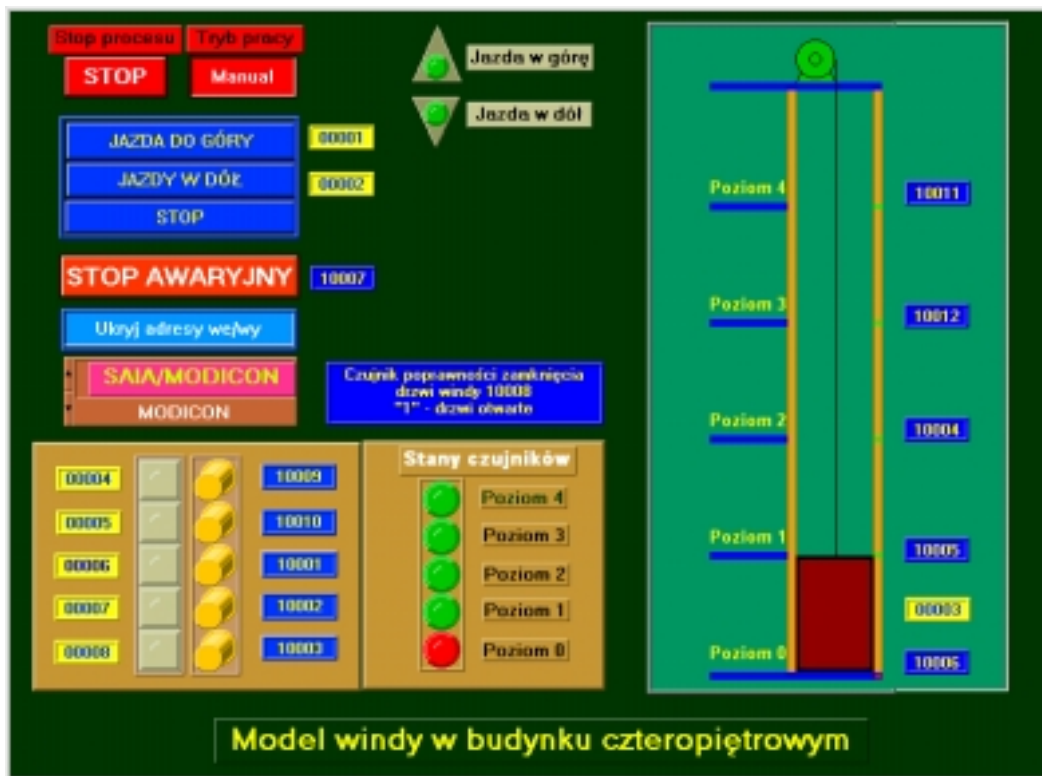 Stop procesu
Tryb pracy
STOP
Manual
Jazda w górę
Jazda w dół
JAZDA DO GÓRY
00001
JAZDY W DÓŁ
00002
STOP
STOP AWARYJNY
10007
Ukryj adresy we/wy
SAIA/MODICON
MODICON
Czujnik poprawności zamknięcia
drzwi windy 10008
"1" - drzwi otwarte
00004
10009
00005
10010
00006
10001
00007
10002
00008
10003
Stany czujników
Poziom 4
Poziom 3
Poziom 2
Poziom 1
Poziom 0
Poziom 4
10011
Poziom 3
10012
Poziom 2
10004
Poziom 1
10005
00003
Poziom 0
10006
Model windy w budynku czteropiętrowym